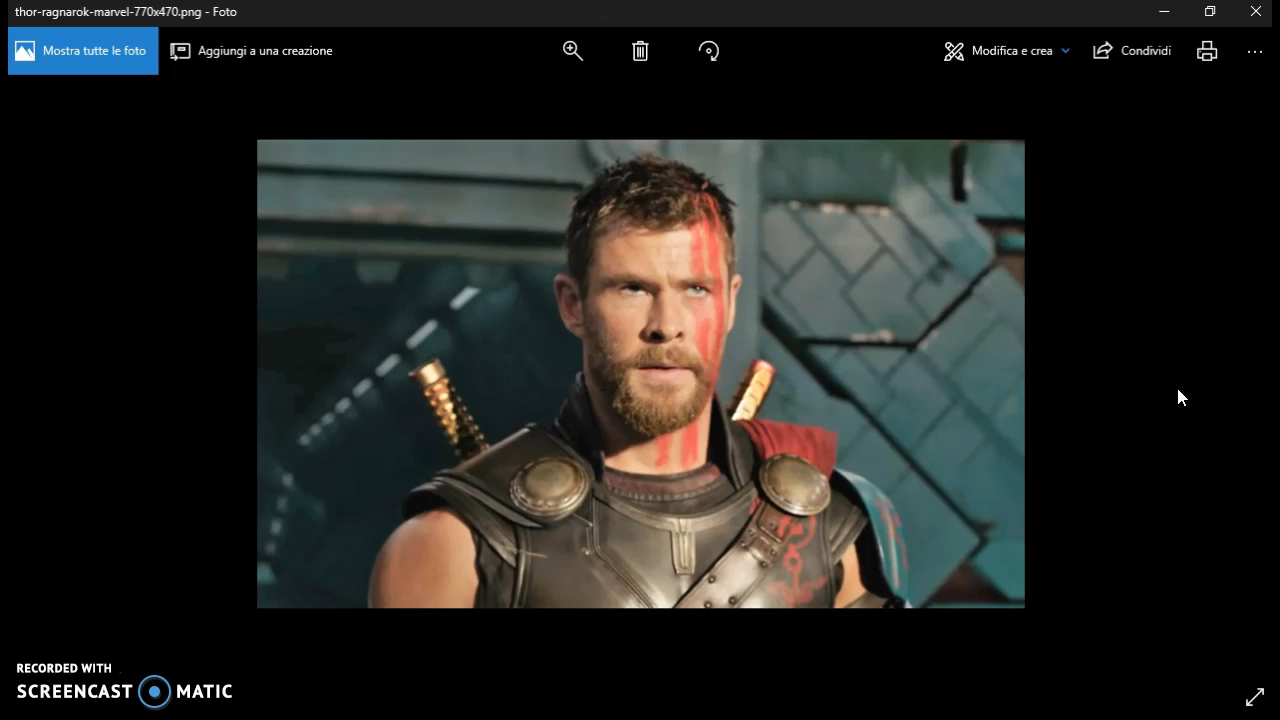 thor-ragnarok-marvel-770x470.png - Foto
Mostra tutte le foto
Aggiungi a una creazione
Modifica e crea
Condividi
RECORDED WITH
SCREENCAST MATIC